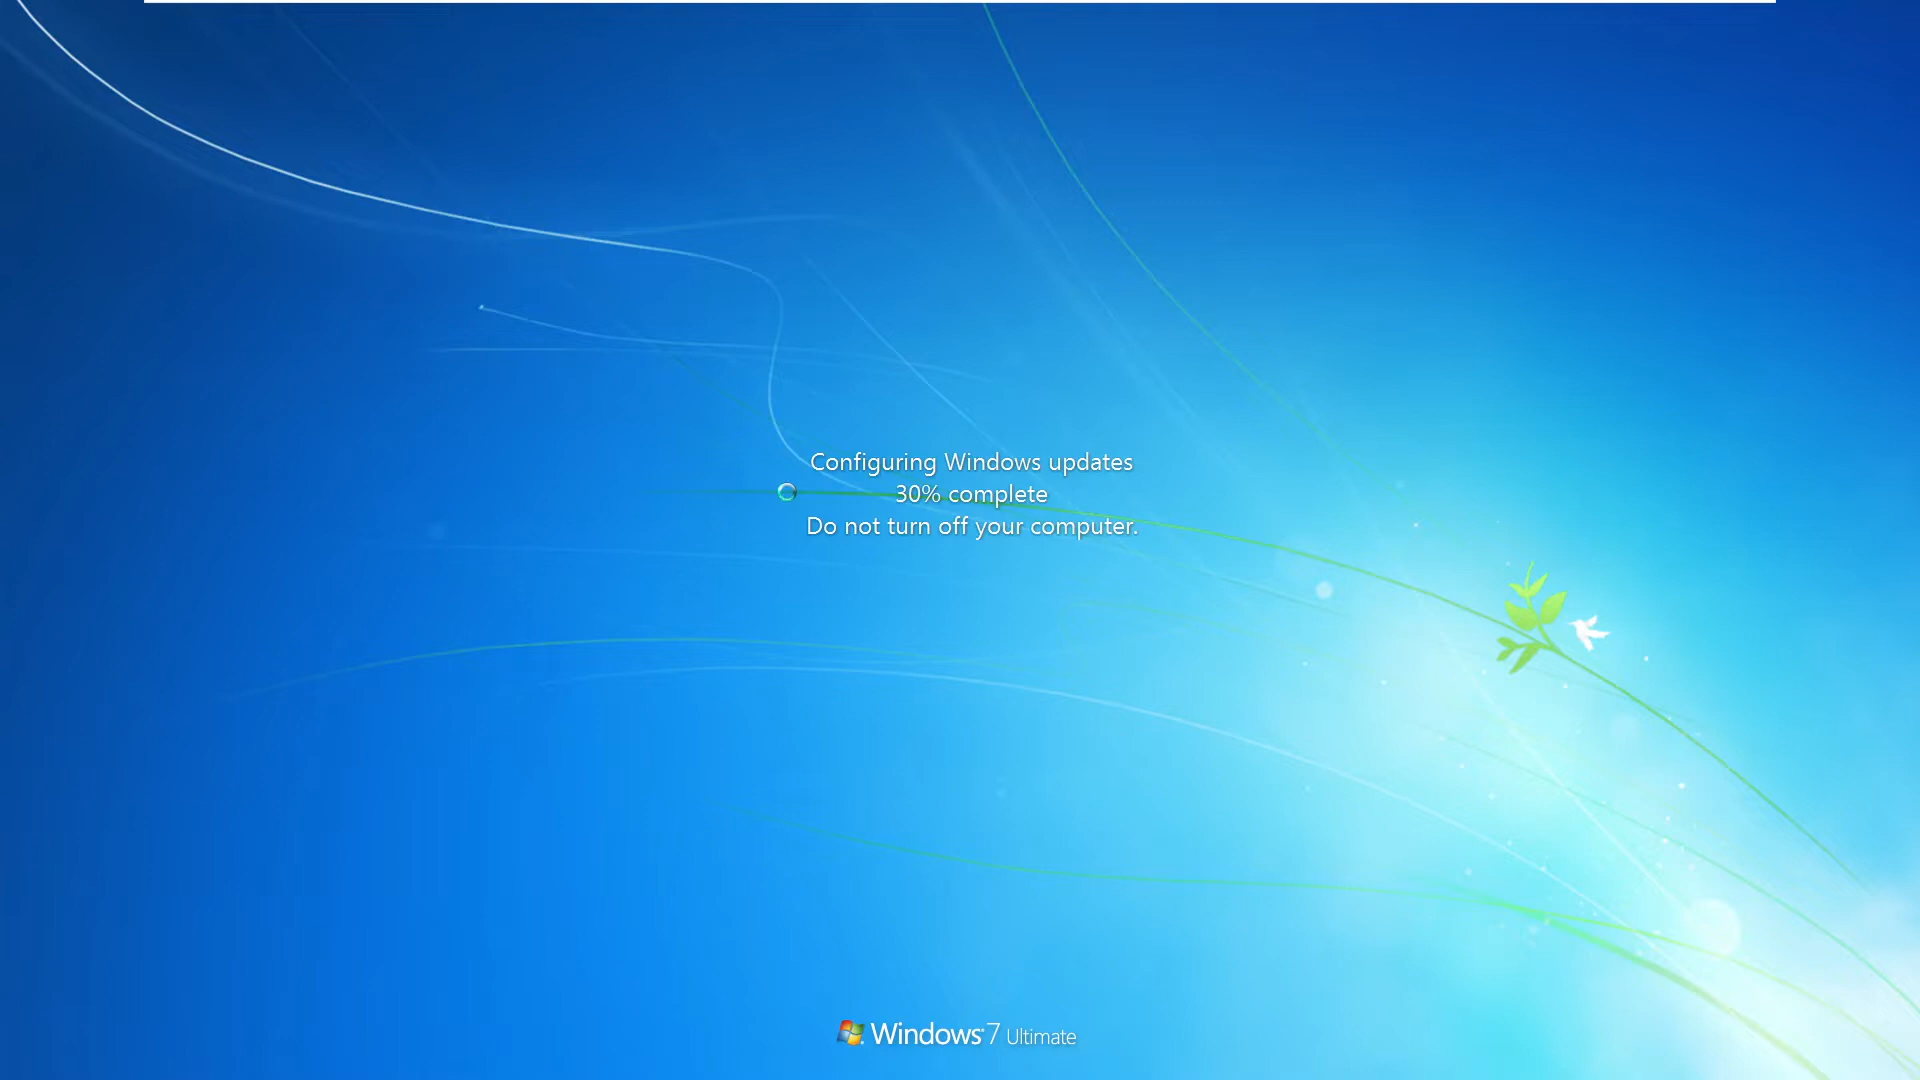 Configuring Windows updates
30% complete
Do not turn off your computer.
Windows 7 Ultimate